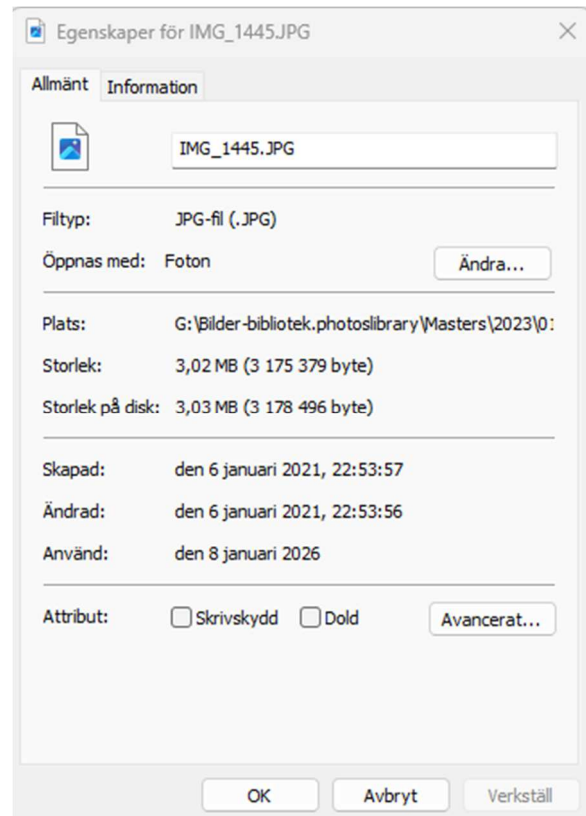 Egenskaper för IMG_1445.JPG
Allmänt Information
IMG_1445.JPG
Filtyp: JPG-fil (.JPG)
Öppnas med: Foton Ändra...
Plats: G:\Bilder-bibliotek.photoslibrary\Masters\2023\01
Storlek: 3,02 MB (3 175 379 byte)
Storlek på disk: 3,03 MB (3 178 496 byte)
Skapad: den 6 januari 2021, 22:53:57
Ändrad: den 6 januari 2021, 22:53:56
Använd: den 8 januari 2026
Attribut: Skrivskydd Dold Avancerat...
OK Avbryt Verkställ